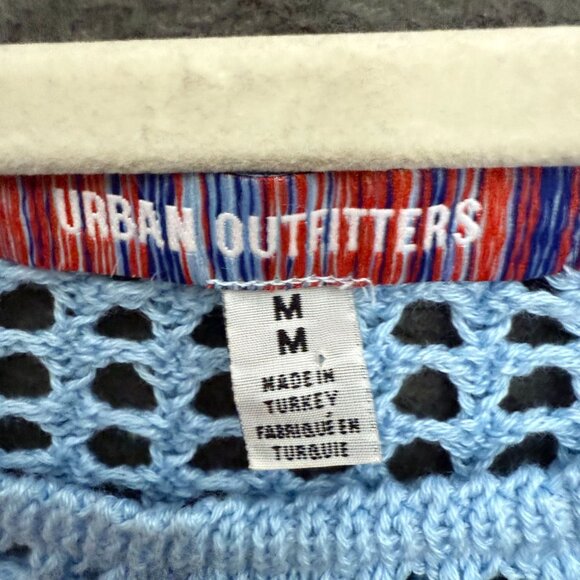 URBAN OUTFITTERS
M
M
MADE IN
TURKEY
FABRIQUÉ EN
TURQUIE